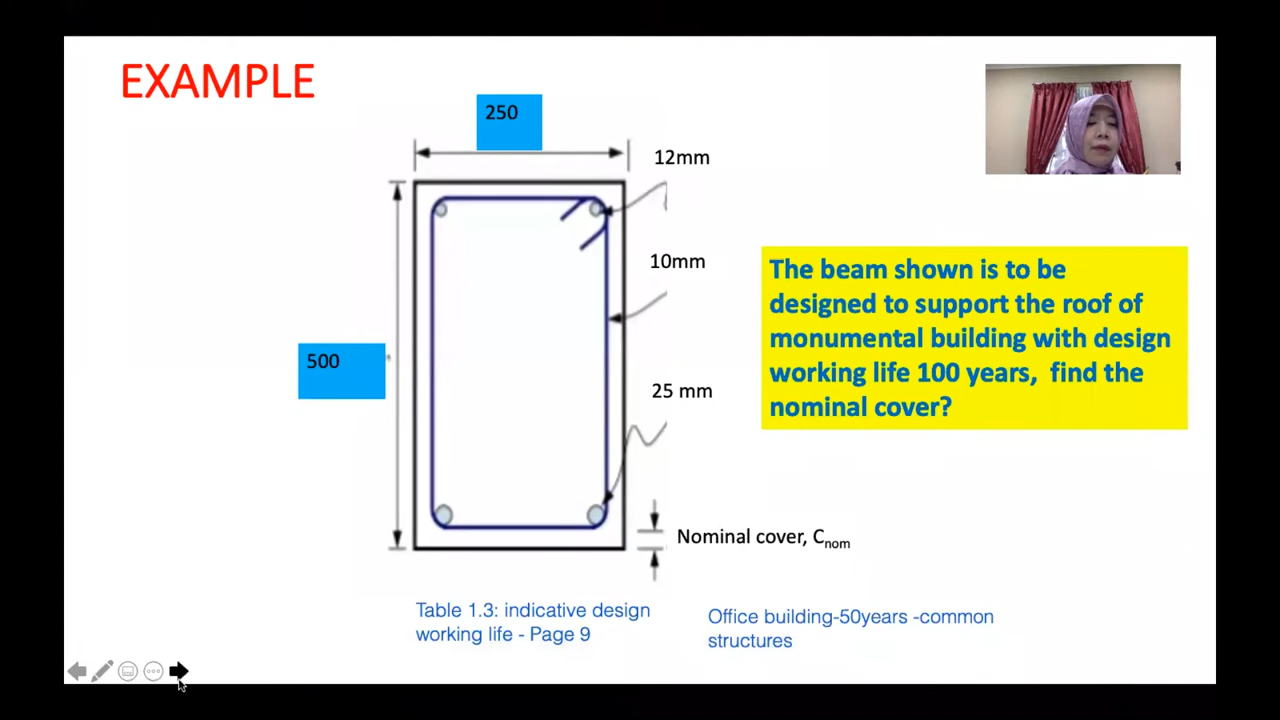 EXAMPLE
250
12mm
10mm
500
25 mm
The beam shown is to be
designed to support the roof of
monumental building with design
working life 100 years, find the
nominal cover?
Nominal cover, Cnom
Table 1.3: indicative design
working life - Page 9
Office building-50years -common
structures